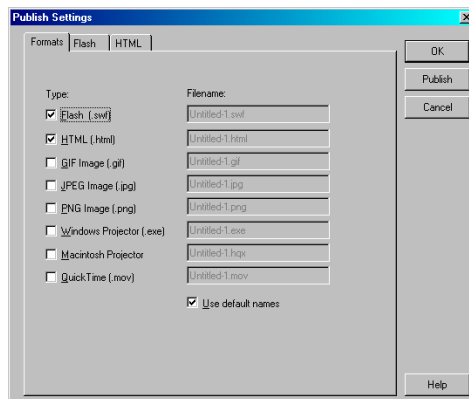 Publish Settings
Formats Flash HTML
OK
Publish
Cancel
Type: Filename:
Flash (.swf) Untitled-1.swf
HTML (.html) Untitled-1.html
GIF Image (.gif) Untitled-1.gif
JPEG Image (.jpg) Untitled-1.jpg
PNG Image (.png) Untitled-1.png
Windows Projector (.exe) Untitled-1.exe
Macintosh Projector Untitled-1.hqx
QuickTime (.mov) Untitled-1.mov
Use default names
Help